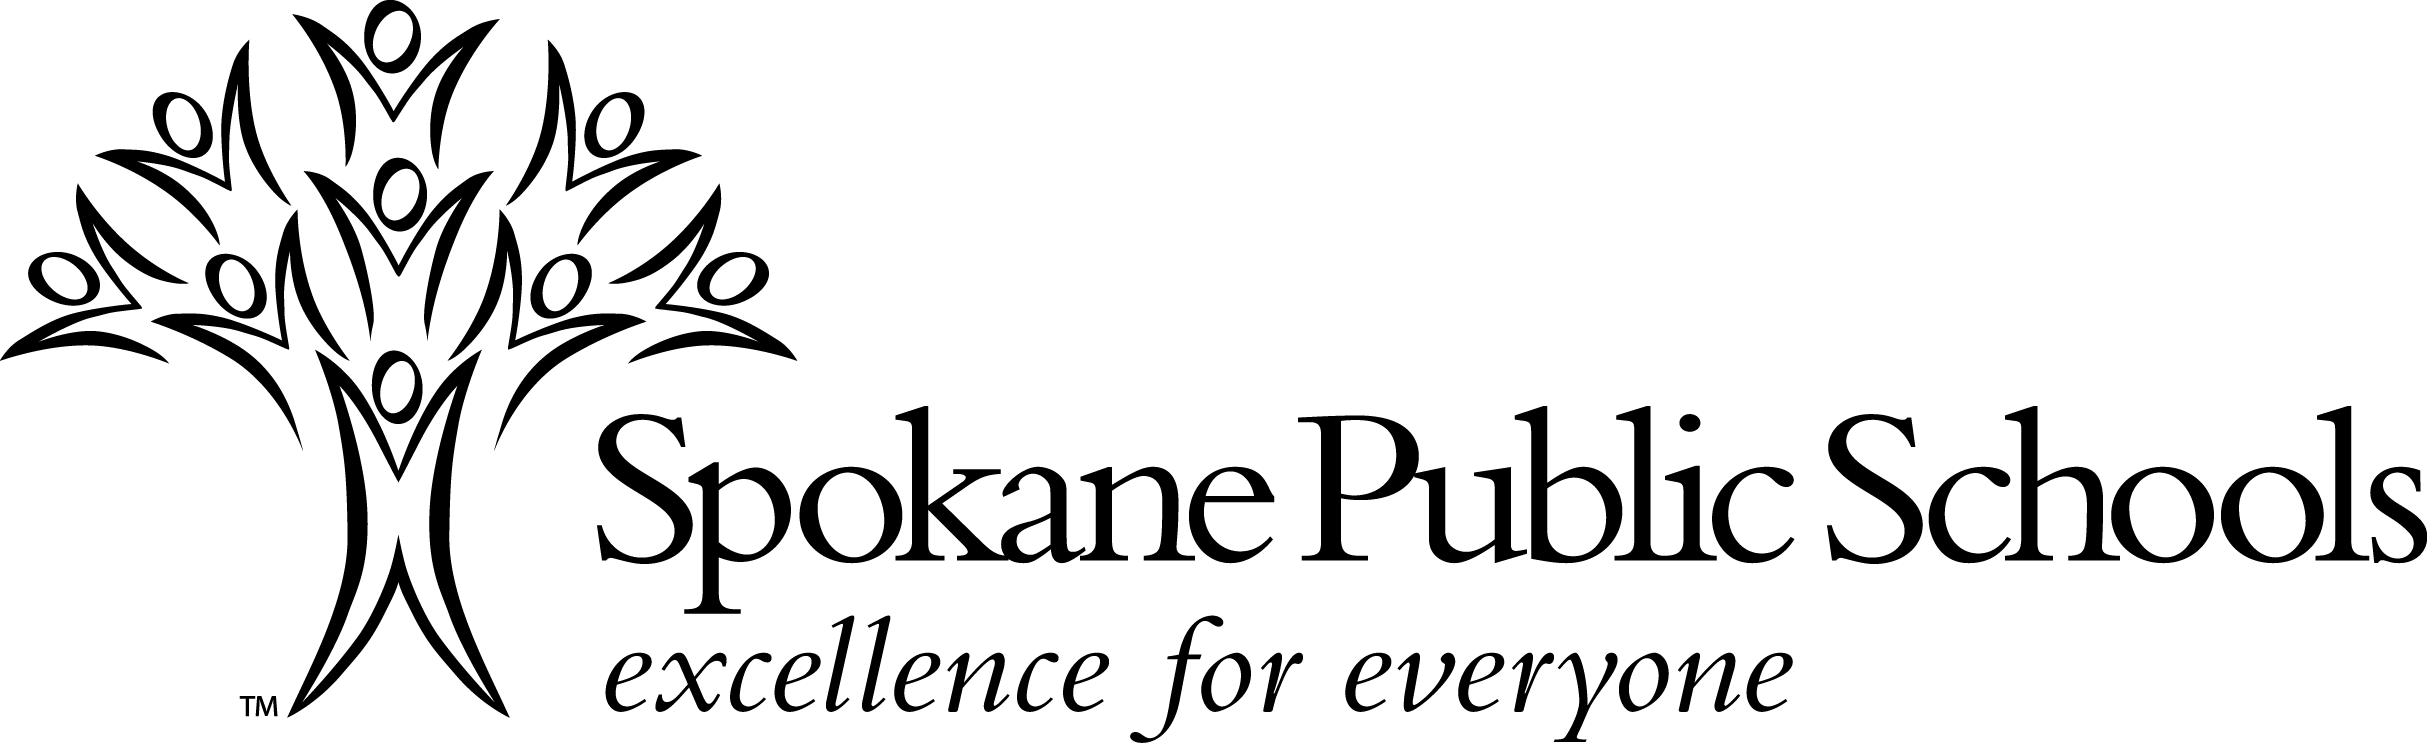 Spokane Public Schools
excellence for everyone
TM